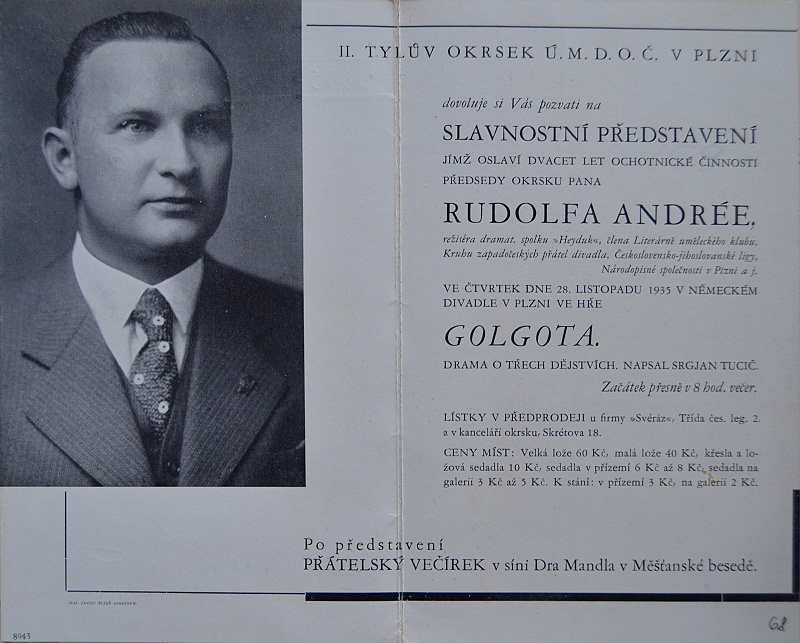 II. TYLŮV OKRSEK Ú. M. D. O. Č. V PLZNI
dovoluje si Vás pozvati na
SLAVNOSTNÍ PŘEDSTAVENÍ
JÍMŽ OSLAVÍ DVACET LET OCHOTNICKÉ ČINNOSTI
PŘEDSEDY OKRSKU PANA
RUDOLFA ANDRÉE,
režiséra dramat. spolku »Heyduk«, člena Literárně uměleckého klubu,
Kruhu západočeských přátel divadla, Československo-jihoslovanské ligy,
Národopisné společnosti v Plzni a j.
VE ČTVRTEK DNE 28. LISTOPADU 1935 V NĚMECKÉM
DIVADLE V PLZNI VE HŘE
GOLGOTA.
DRAMA O TŘECH DĚJSTVÍCH. NAPSAL SRGJAN TUCIČ.
Začátek přesně v 8 hod. večer.
LÍSTKY V PŘEDPRODEJI u firmy »Svéráz«, Třída čes. leg. 2.
a v kanceláři okrsku, Skrétova 18.
CENY MÍST: Velká lože 60 Kč, malá lože 40 Kč, křesla a lo-
žová sedadla 10 Kč, sedadla v přízemí 6 Kč až 8 Kč, sedadla na
galerii 3 Kč až 5 Kč. K stání: v přízemí 3 Kč, na galerii 2 Kč.
Po představení
PŘÁTELSKÝ VEČÍREK v síni Dra Mandla v Měšťanské besedě.
8943
68